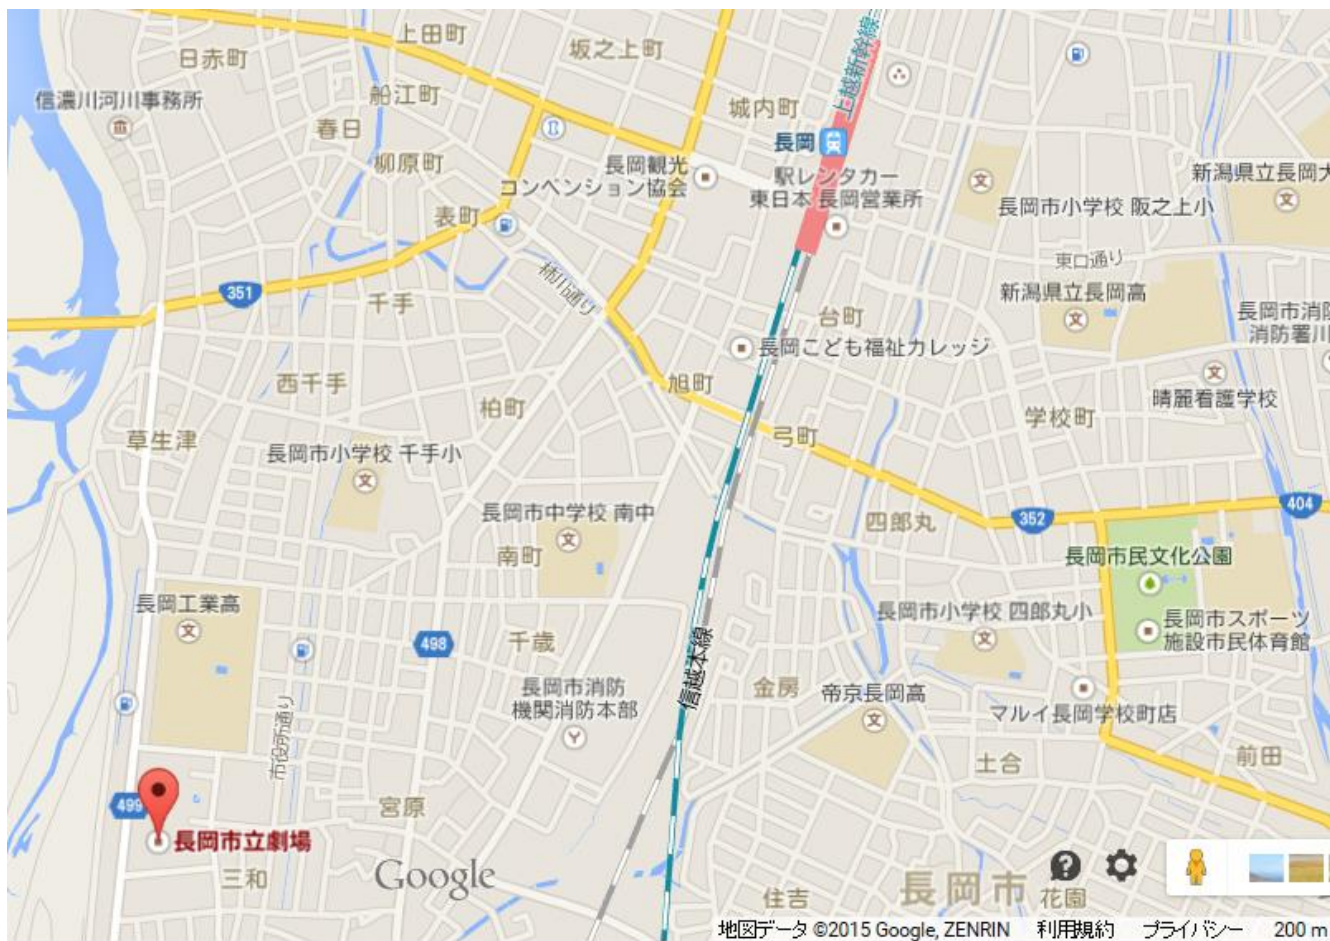 上田町
坂之上町
日赤町
上越新幹線
信濃川河川事務所
船江町
城内町
春日
長岡
柳原町
長岡観光
コンベンション協会
駅レンタカー
東日本 長岡営業所
新潟県立長岡大
長岡市小学校 阪之上小
表町
東口通り
柿川通り
351
千手
新潟県立長岡高
台町
長岡市消防
消防署川
長岡こども福祉カレッジ
西千手
旭町
柏町
晴麗看護学校
学校町
草生津
弓町
長岡市小学校 千手小
404
長岡市中学校 南中
四郎丸
352
南町
長岡市民文化公園
長岡工業高
長岡市小学校 四郎丸小
長岡市スポーツ
施設市民体育館
498
千歳
信越本線
長岡市消防
機関消防本部
金房
帝京長岡高
マルイ長岡学校町店
市役所通り
前田
土合
499
宮原
長岡市立劇場
三和
Google
長岡市
住吉
花園
地図データ ©2015 Google, ZENRIN
利用規約
プライバシー
200 m